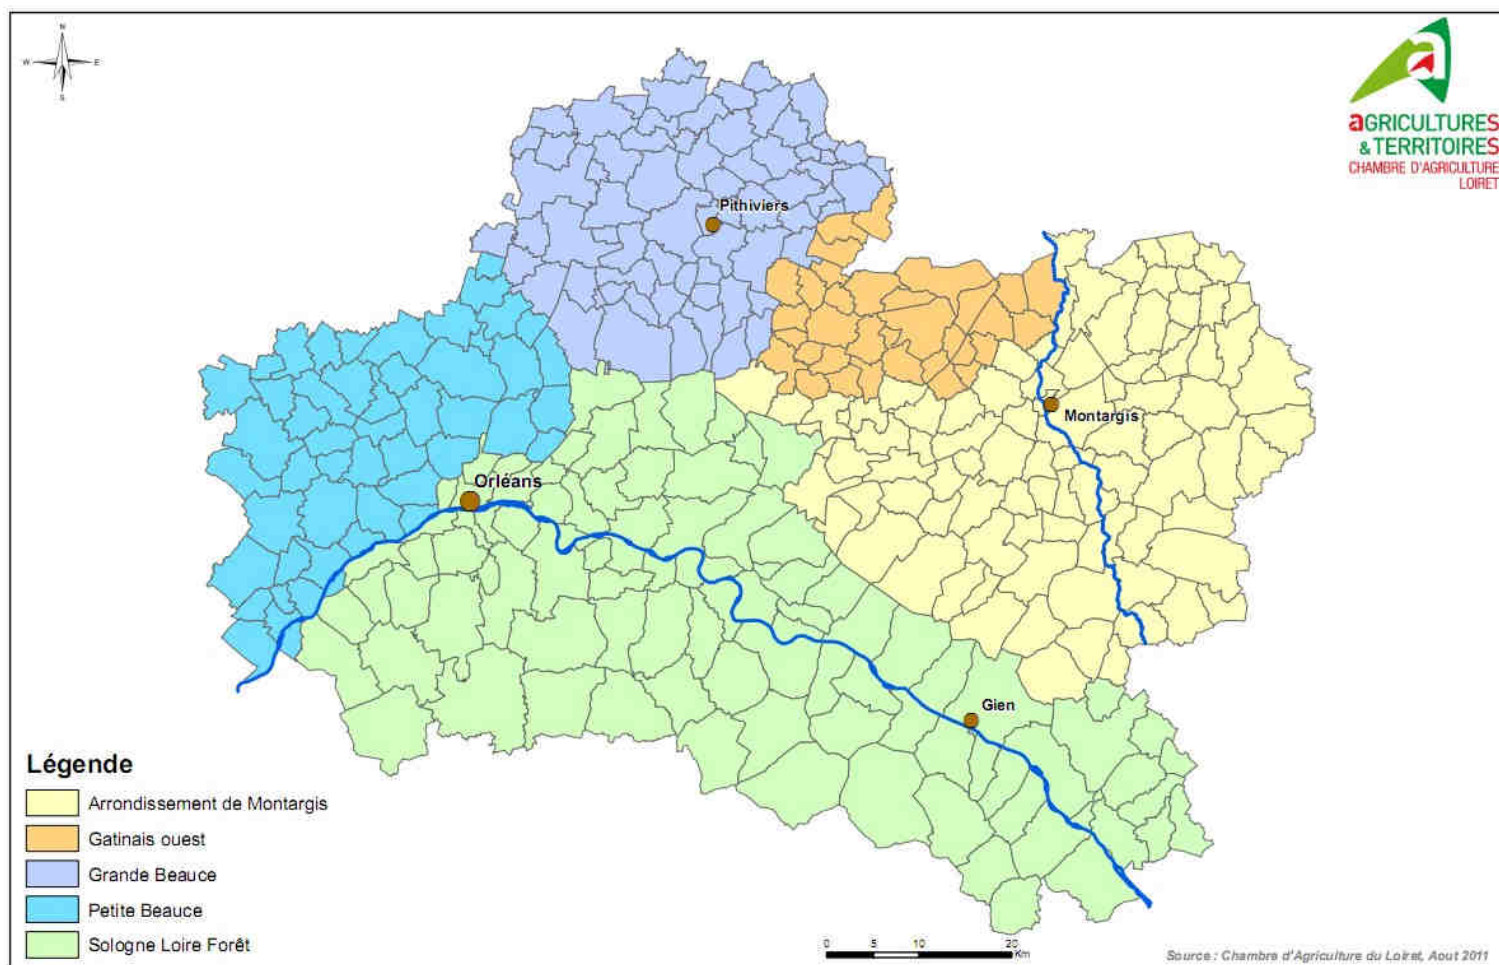 N
W E
S
a
aGRICULTURES
& TERRITOIRES
CHAMBRE D'AGRICULTURE
LOIRET
Pithiviers
Montargis
Orléans
Gien
Légende
Arrondissement de Montargis
Gatinais ouest
Grande Beauce
Petite Beauce
Sologne Loire Forêt
0 5 10 20
Km
Source : Chambre d'Agriculture du Loiret, Aout 2011